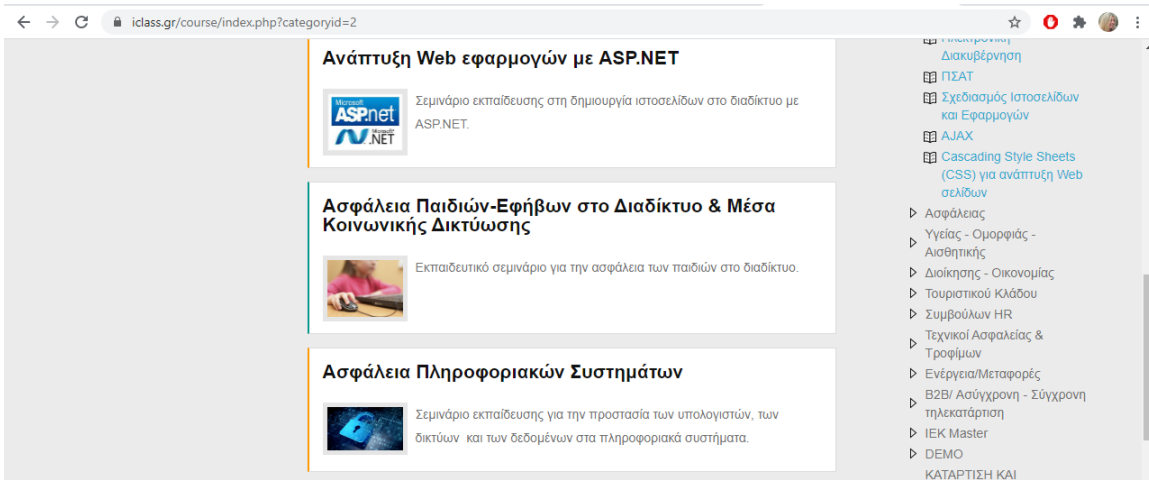 iclass.gr/course/index.php?categoryid=2
Ανάπτυξη Web εφαρμογών με ASP.NET
Microsoft
ASP.net
Microsoft
.NET
Σεμινάριο εκπαίδευσης στη δημιουργία ιστοσελίδων στο διαδίκτυο με
ASP.NET.
Ασφάλεια Παιδιών-Εφήβων στο Διαδίκτυο & Μέσα
Κοινωνικής Δικτύωσης
Εκπαιδευτικό σεμινάριο για την ασφάλεια των παιδιών στο διαδίκτυο.
Ασφάλεια Πληροφοριακών Συστημάτων
Σεμινάριο εκπαίδευσης για την προστασία των υπολογιστών, των
δικτύων και των δεδομένων στα πληροφοριακά συστήματα.
Ηλεκτρονική
Διακυβέρνηση
ΠΣΑΤ
Σχεδιασμός Ιστοσελίδων
και Εφαρμογών
AJAX
Cascading Style Sheets
(CSS) για ανάπτυξη Web
σελίδων
Ασφάλειας
Υγείας - Ομορφιάς -
Αισθητικής
Διοίκησης - Οικονομίας
Τουριστικού Κλάδου
Συμβούλων HR
Τεχνικοί Ασφαλείας &
Τροφίμων
Ενέργεια/Μεταφορές
B2B/ Ασύγχρονη - Σύγχρονη
τηλεκατάρτιση
IEK Master
DEMO
ΚΑΤΑΡΤΙΣΗ ΚΑΙ